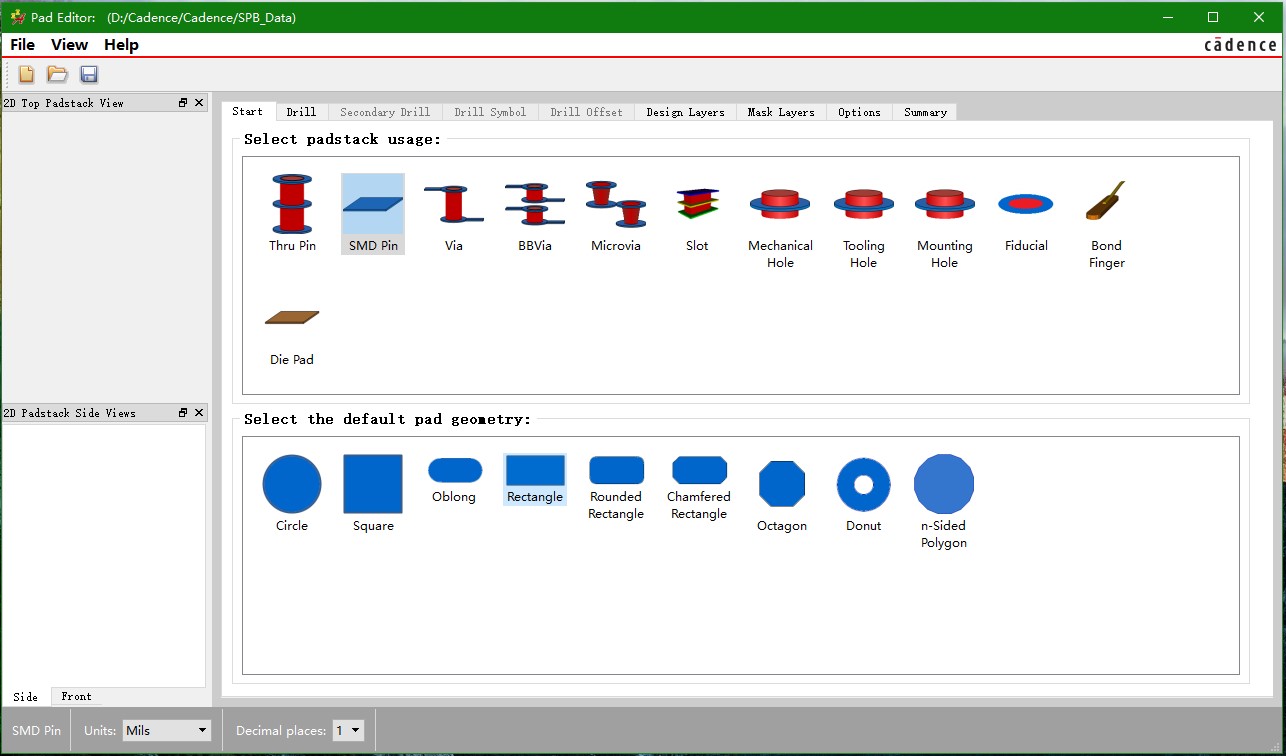 Pad Editor: (D:/Cadence/Cadence/SPB_Data)
File View Help
cādence
2D Top Padstack View
Start Drill Secondary Drill Drill Symbol Drill Offset Design Layers Mask Layers Options Summary
Select padstack usage:
Thru Pin SMD Pin Via BBVia Microvia Slot Mechanical Hole Tooling Hole Mounting Hole Fiducial Bond Finger
Die Pad
2D Padstack Side Views
Select the default pad geometry:
Circle Square Oblong Rectangle Rounded Rectangle Chamfered Rectangle Octagon Donut n-Sided Polygon
Side Front
SMD Pin Units: Mils Decimal places: 1